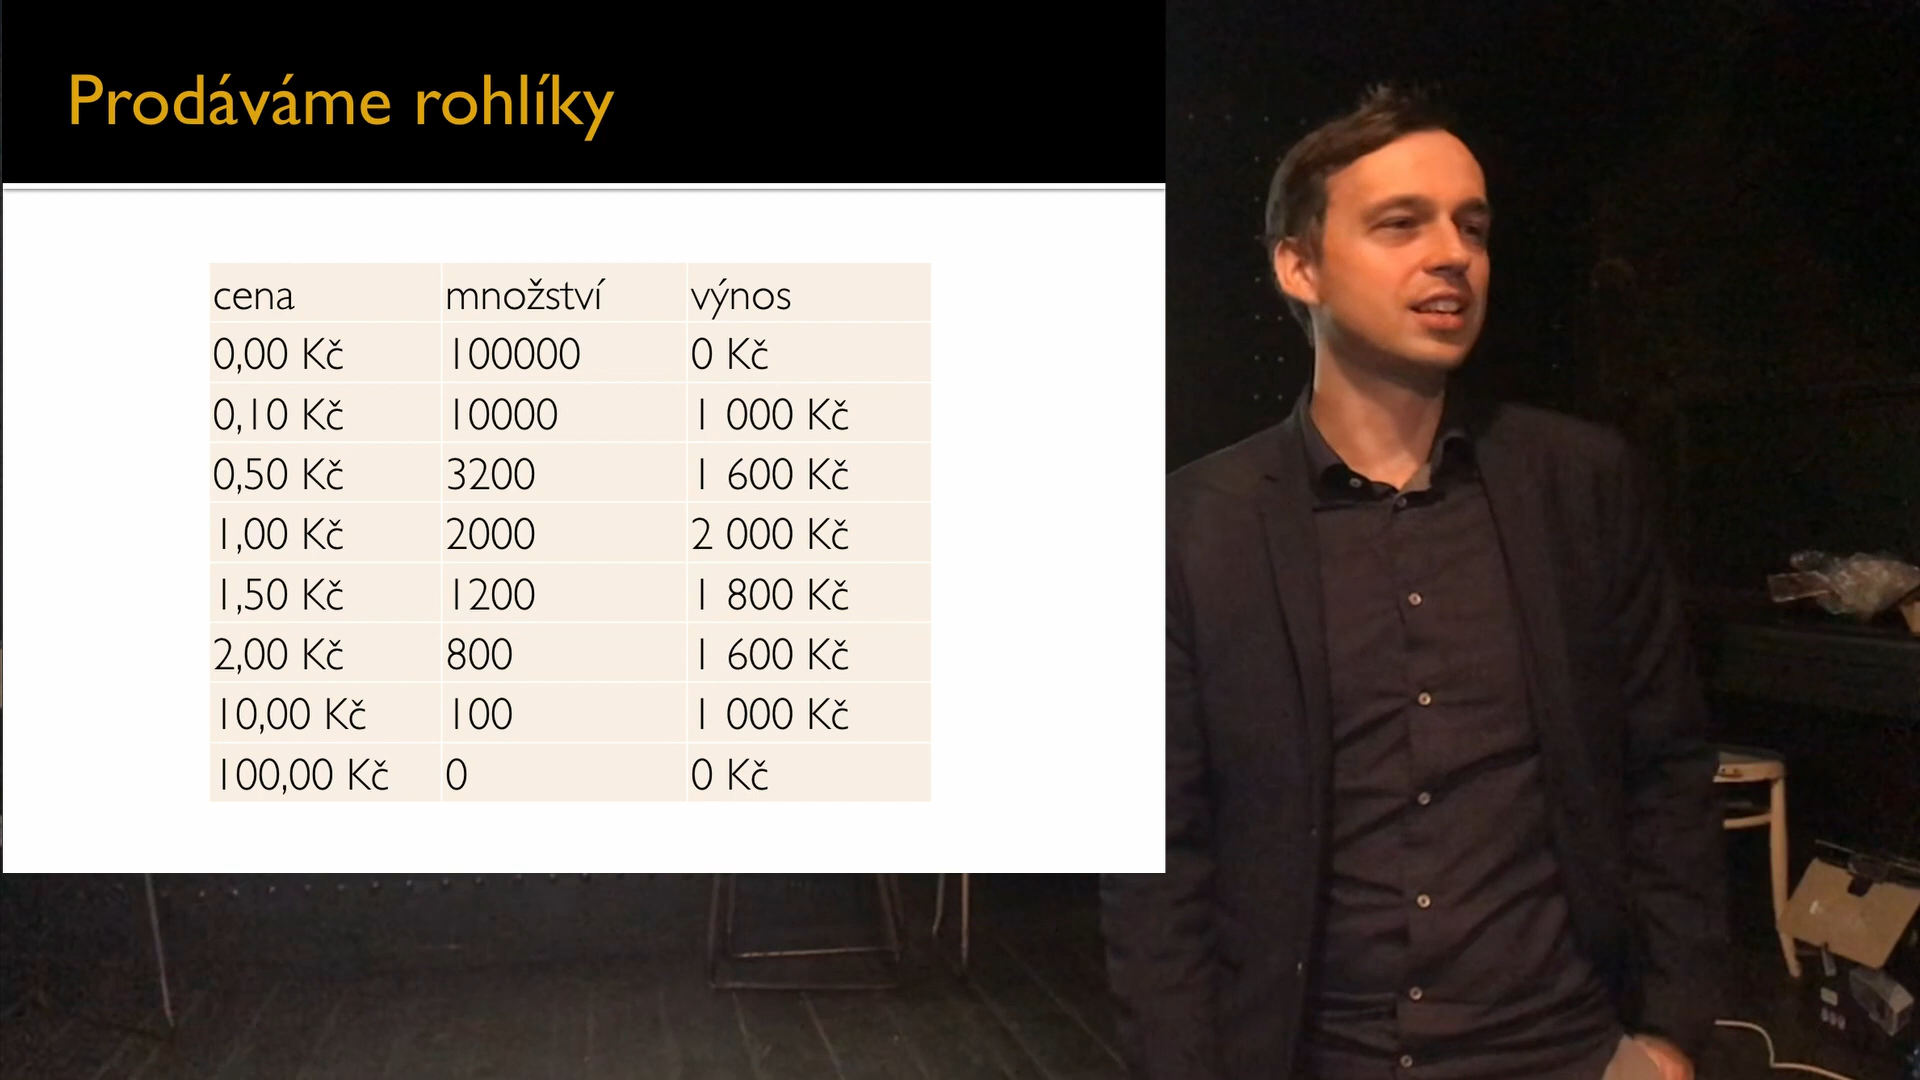 Prodáváme rohlíky
cena množství výnos
0,00 Kč 100000 0 Kč
0,10 Kč 10000 1 000 Kč
0,50 Kč 3200 1 600 Kč
1,00 Kč 2000 2 000 Kč
1,50 Kč 1200 1 800 Kč
2,00 Kč 800 1 600 Kč
10,00 Kč 100 1 000 Kč
100,00 Kč 0 0 Kč